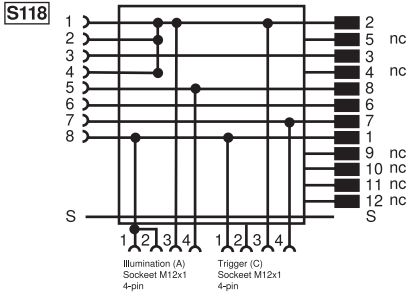 S118
1 2
2 5 nc
3 3
4 4 nc
5 8
6 6
7 7
8 1
9 nc
10 nc
11 nc
12 nc
S S
1 2 3 4 1 2 3 4
Illumination (A) Trigger (C)
Sockeet M12x1 Sockeet M12x1
4-pin 4-pin